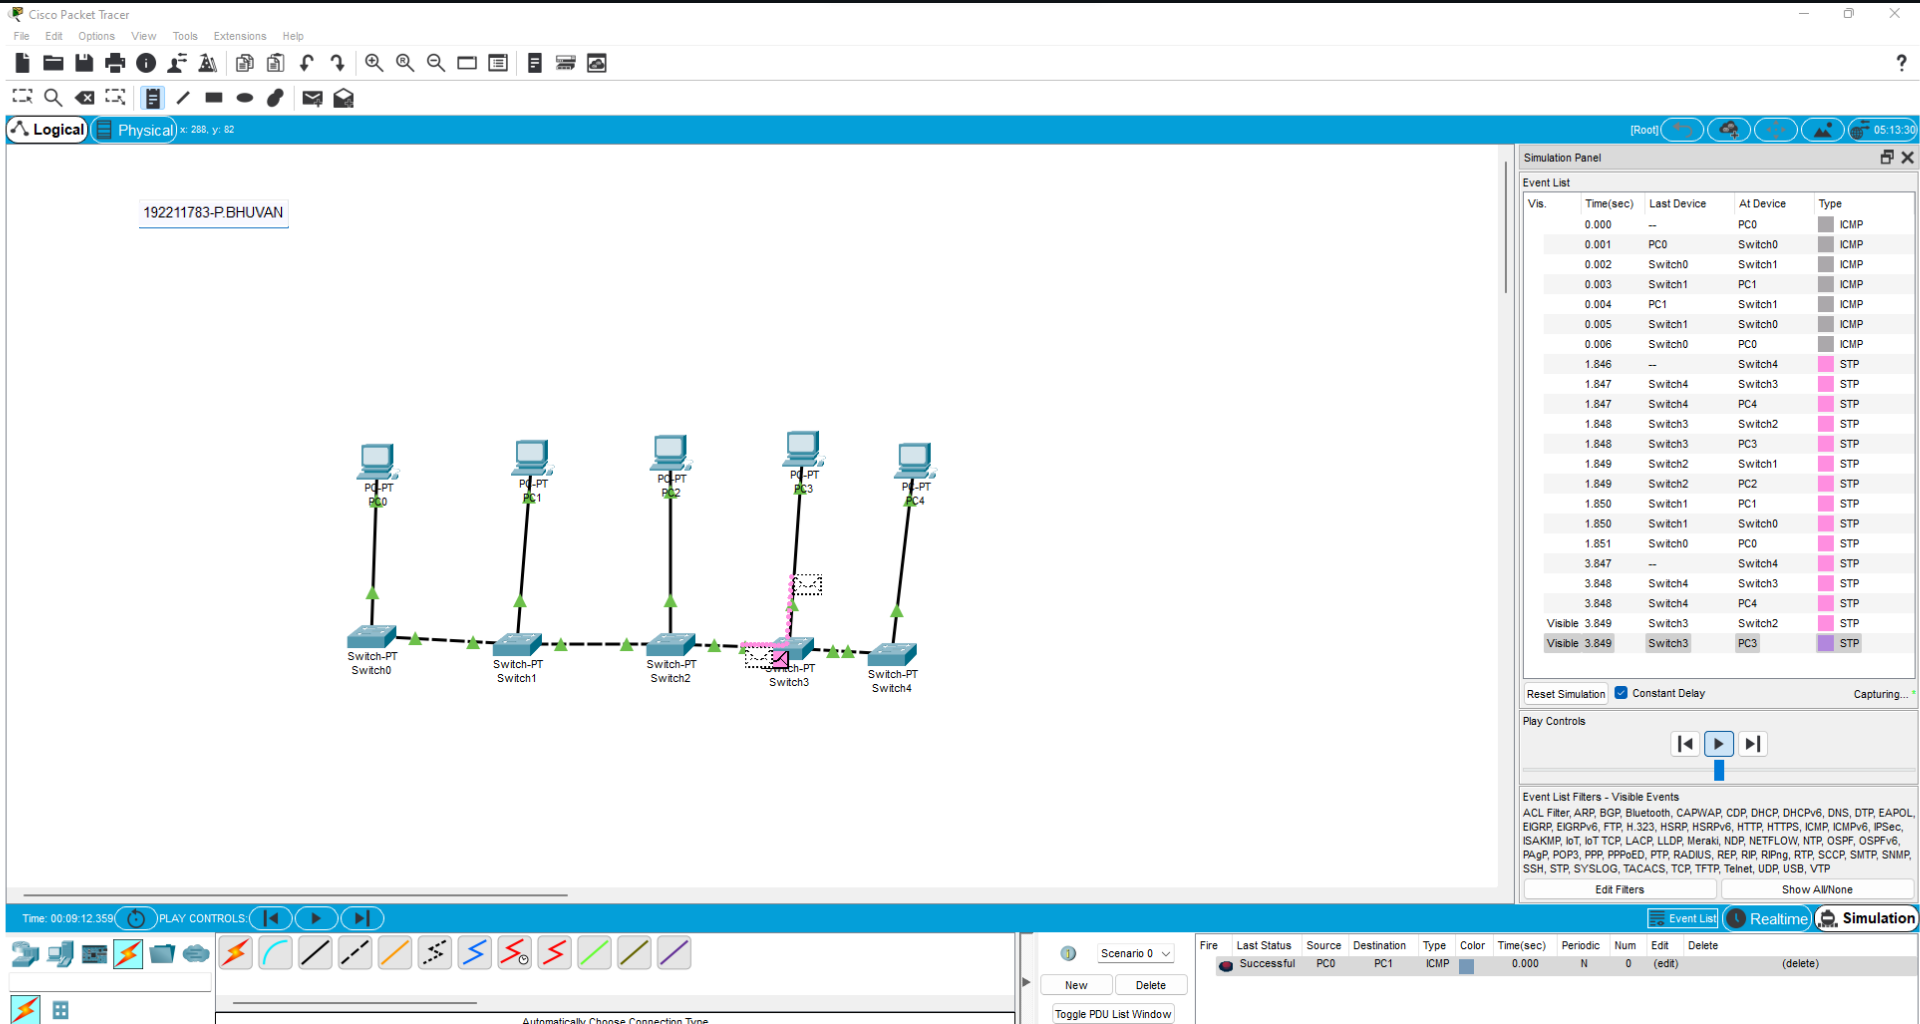 Cisco Packet Tracer
File Edit Options View Tools Extensions Help
?
Logical Physical x: 288, y: 82 [Root] 05:13:30
192211783-P.BHUVAN
PC-PT
PC0
PC-PT
PC1
PC-PT
PC2
PC-PT
PC3
PC-PT
PC4
Switch-PT
Switch0
Switch-PT
Switch1
Switch-PT
Switch2
Switch3
Switch-PT
Switch4
Simulation Panel
Event List
Vis. Time(sec) Last Device At Device Type
0.000 -- PC0 ICMP
0.001 PC0 Switch0 ICMP
0.002 Switch0 Switch1 ICMP
0.003 Switch1 PC1 ICMP
0.004 PC1 Switch1 ICMP
0.005 Switch1 Switch0 ICMP
0.006 Switch0 PC0 ICMP
1.846 -- Switch4 STP
1.847 Switch4 Switch3 STP
1.847 Switch4 PC4 STP
1.848 Switch3 Switch2 STP
1.848 Switch3 PC3 STP
1.849 Switch2 Switch1 STP
1.849 Switch2 PC2 STP
1.850 Switch1 PC1 STP
1.850 Switch1 Switch0 STP
1.851 Switch0 PC0 STP
3.847 -- Switch4 STP
3.848 Switch4 Switch3 STP
3.848 Switch4 PC4 STP
Visible 3.849 Switch3 Switch2 STP
Visible 3.849 Switch3 PC3 STP
Reset Simulation Constant Delay Capturing...
Play Controls
Event List Filters - Visible Events
ACL Filter, ARP, BGP, Bluetooth, CAPWAP, CDP, DHCP, DHCPv6, DNS, DTP, EAPOL,
EIGRP, EIGRPv6, FTP, H.323, HSRP, HSRPv6, HTTP, HTTPS, ICMP, ICMPv6, IPSec,
ISAKMP, IoT, IoT TCP, LACP, LLDP, Meraki, NDP, NETFLOW, NTP, OSPF, OSPFv6,
PAgP, POP3, PPP, PPPoED, PTP, RADIUS, REP, RIP, RIPng, RTP, SCCP, SMTP, SNMP,
SSH, STP, SYSLOG, TACACS, TCP, TFTP, Telnet, UDP, USB, VTP
Edit Filters Show All/None
Time: 00:09:12.359 PLAY CONTROLS: Event List Realtime Simulation
Scenario 0
New Delete
Toggle PDU List Window
Fire Last Status Source Destination Type Color Time(sec) Periodic Num Edit Delete
Successful PC0 PC1 ICMP 0.000 N 0 (edit) (delete)
Automatically Choose Connection Type